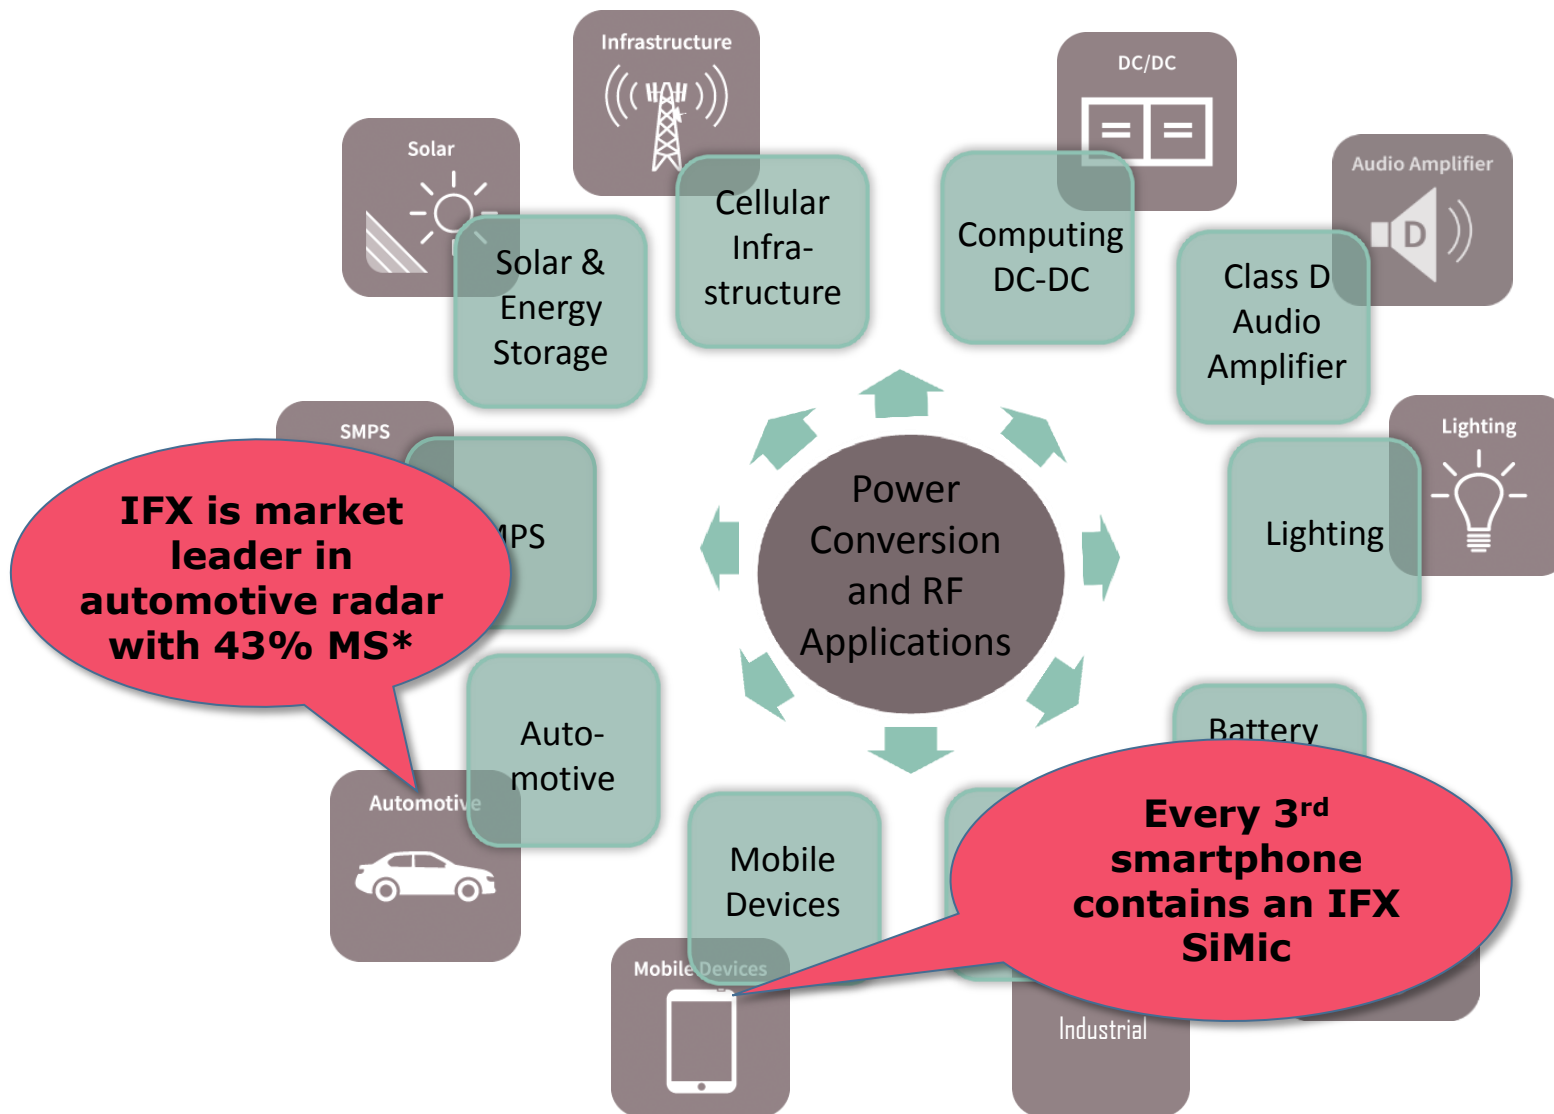 Infrastructure
DC/DC
Solar
Audio Amplifier
D
Cellular
Infra-
structure
Computing
DC-DC
Solar &
Energy
Storage
Class D
Audio
Amplifier
SMPS
Lighting
Power
Conversion
and RF
Applications
Lighting
IFX is market
leader in
automotive radar
with 43% MS*
MPS
Auto-
motive
Automotive
Battery
Mobile
Devices
Every 3rd
smartphone
contains an IFX
SiMic
Mobile Devices
Industrial